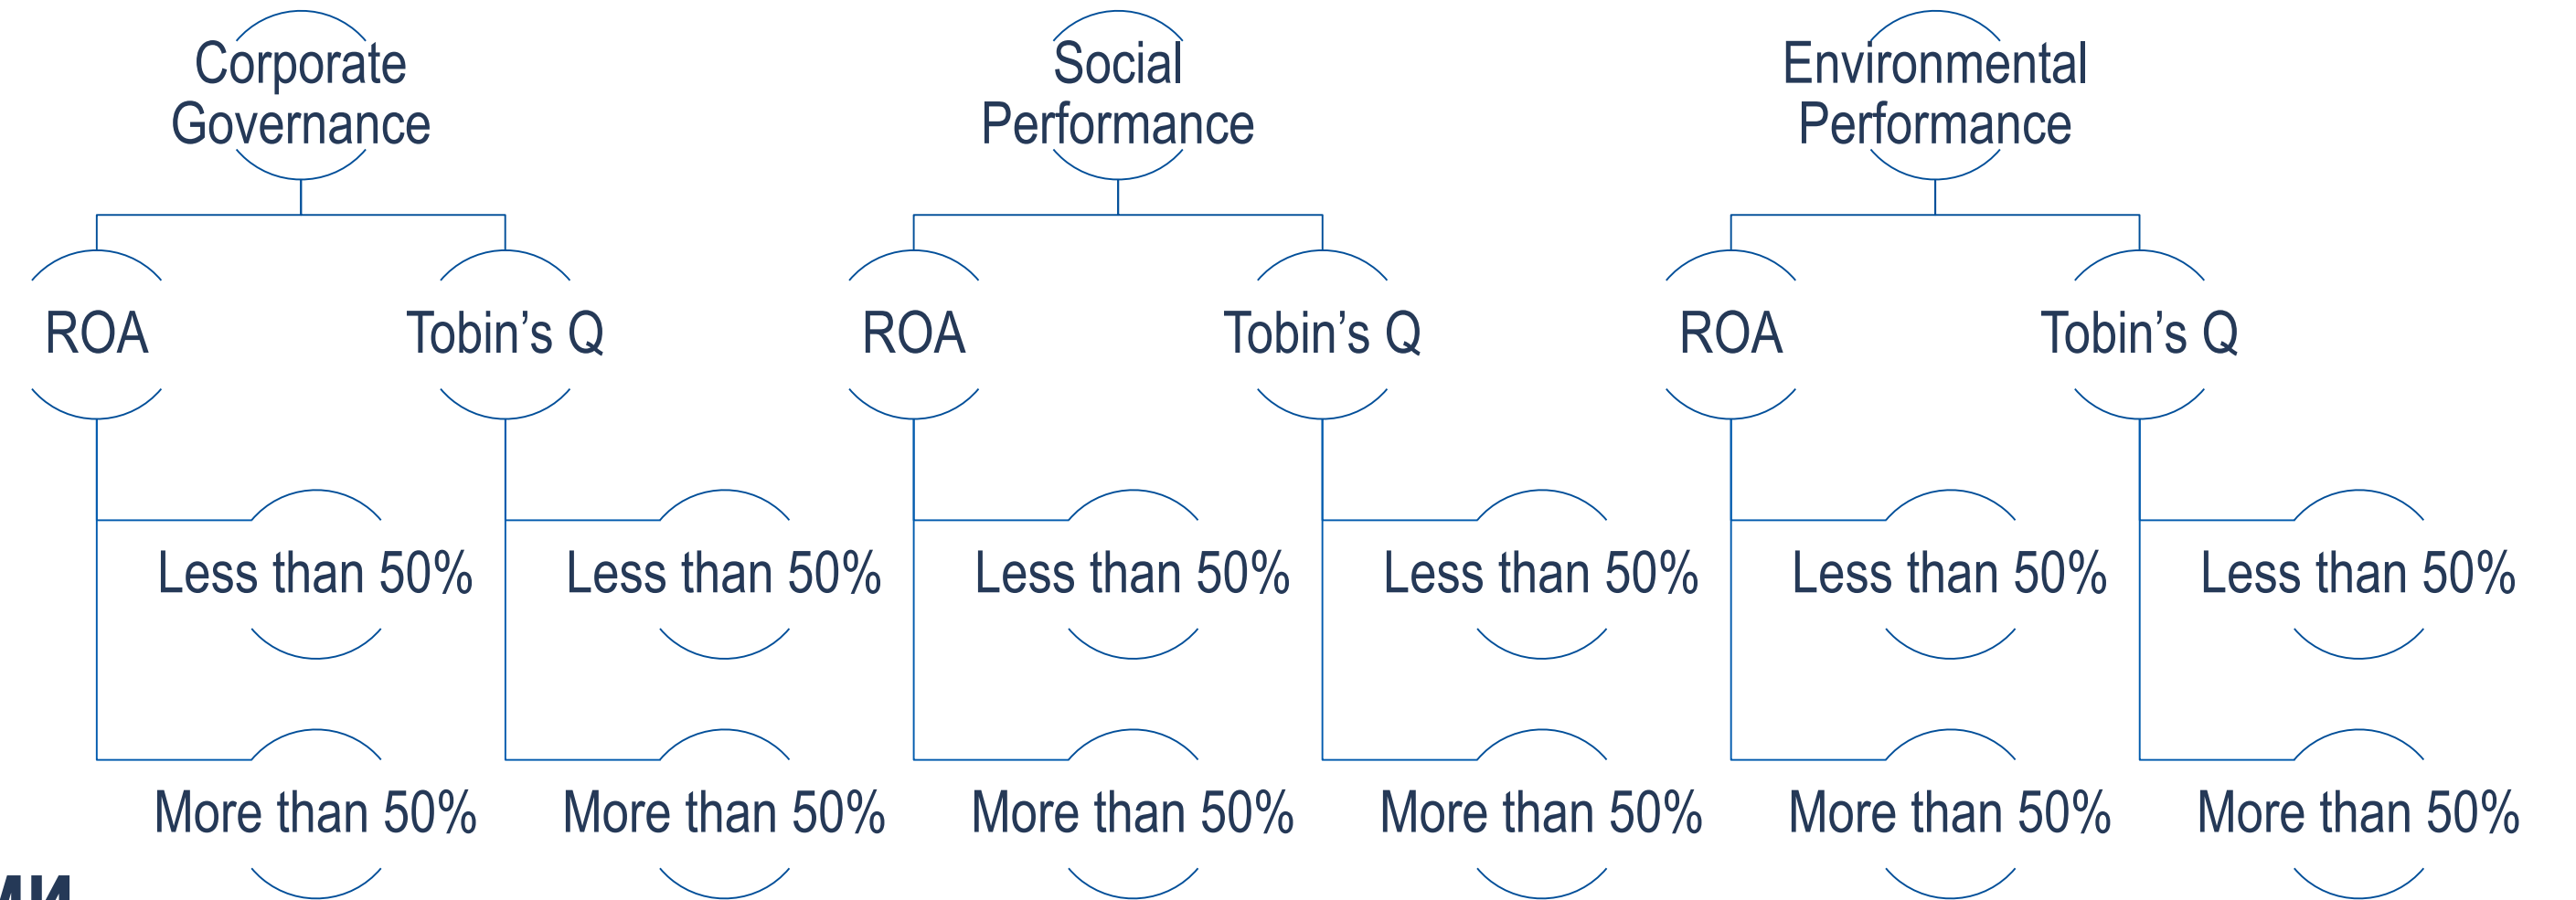 Corporate
Governance
Social
Performance
Environmental
Performance
ROA
Tobin’s Q
ROA
Tobin’s Q
ROA
Tobin’s Q
Less than 50%
Less than 50%
Less than 50%
Less than 50%
Less than 50%
Less than 50%
More than 50%
More than 50%
More than 50%
More than 50%
More than 50%
More than 50%